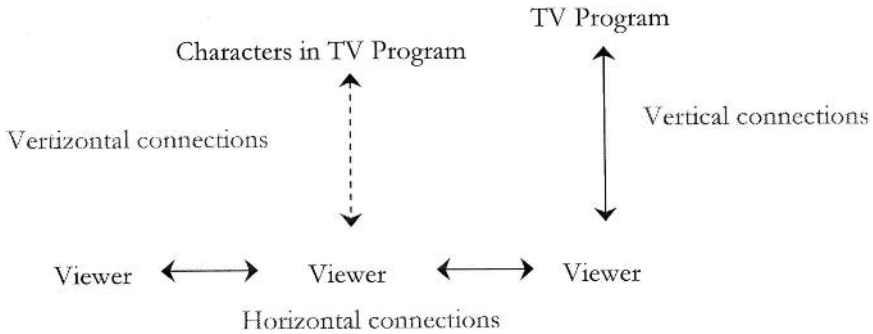 TV Program
Characters in TV Program
Vertical connections
Vertizontal connections
Viewer Viewer Viewer
Horizontal connections